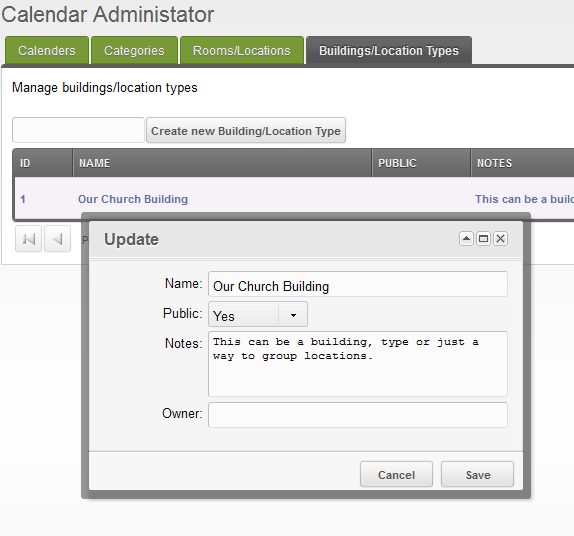 Calendar Administator
Calenders Categories Rooms/Locations Buildings/Location Types
Manage buildings/location types
Create new Building/Location Type
ID NAME PUBLIC NOTES
1 Our Church Building This can be a
Update
Name: Our Church Building
Public: Yes
Notes: This can be a building, type or just a
way to group locations.
Owner:
Cancel Save